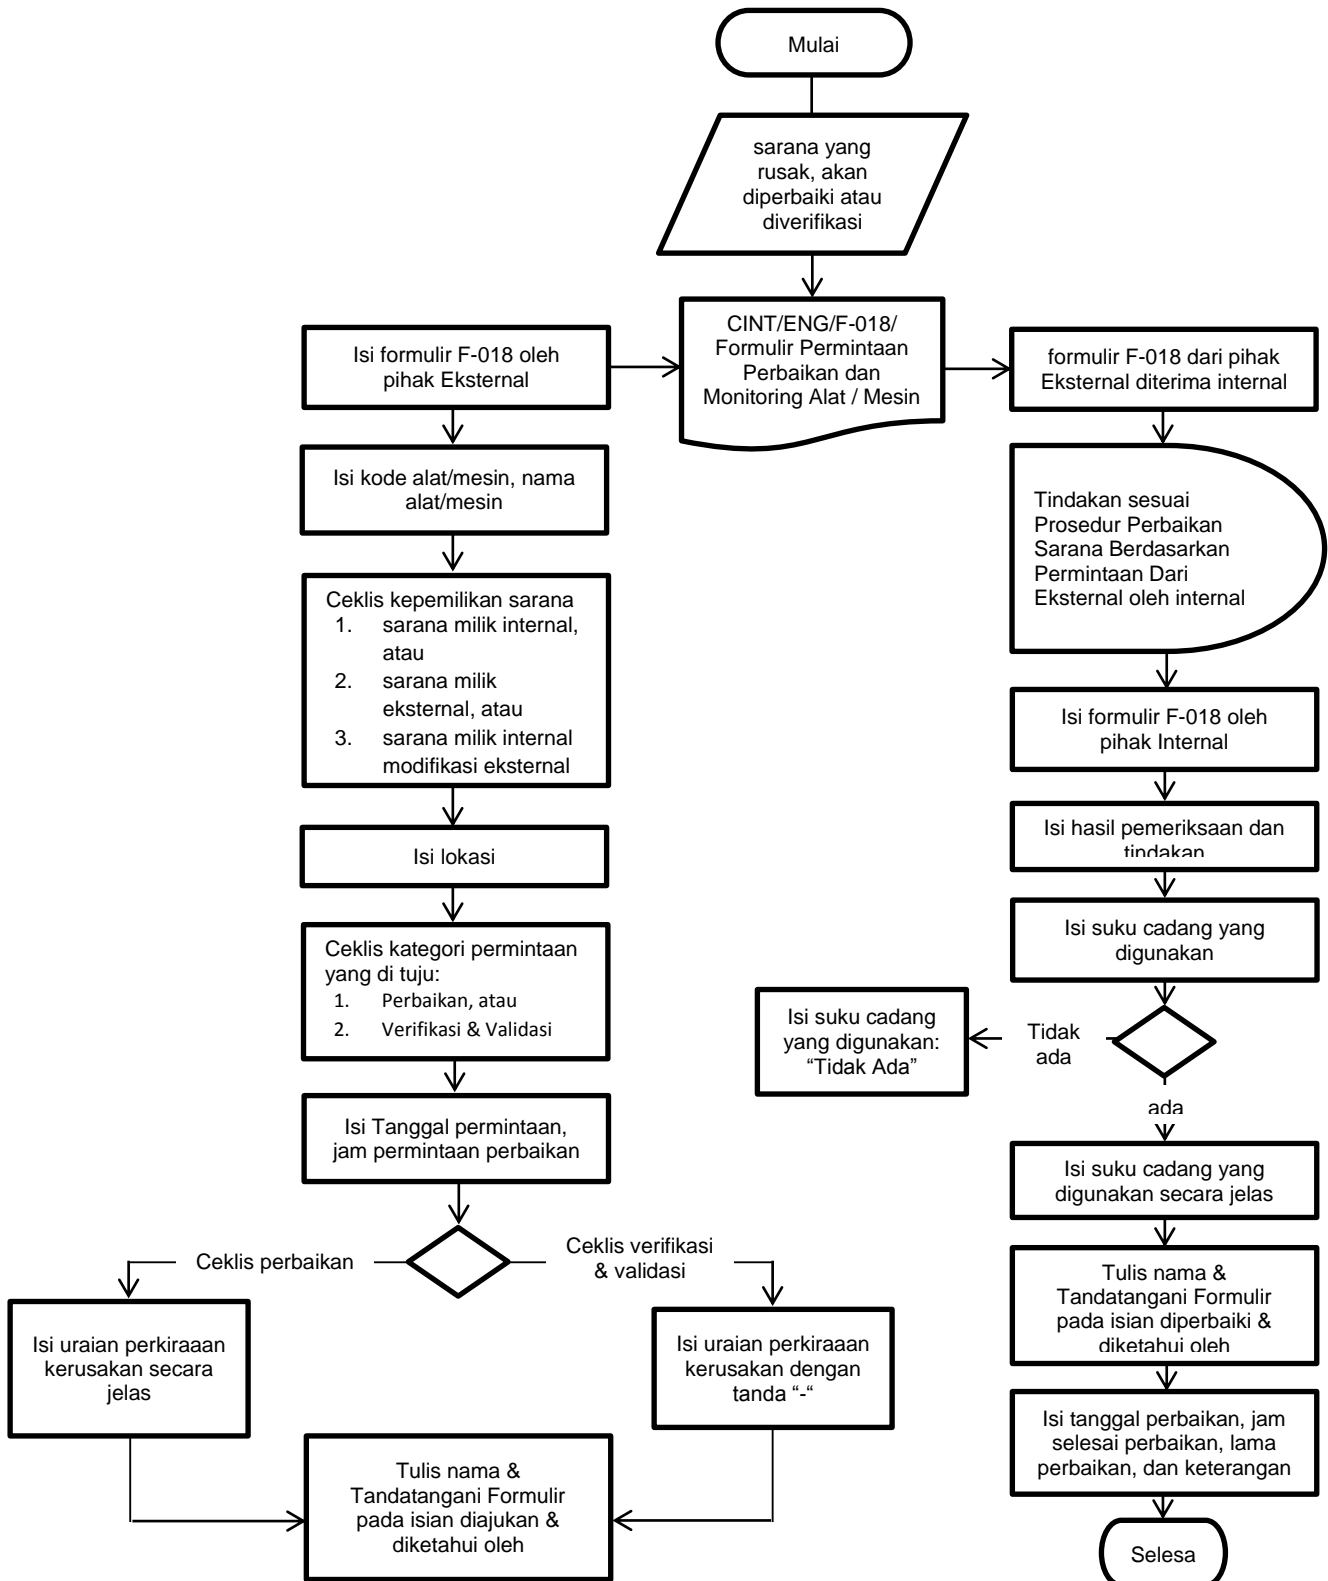 Mulai
sarana yang
rusak, akan
diperbaiki atau
diverifikasi
CINT/ENG/F-018/
Formulir Permintaan
Perbaikan dan
Monitoring Alat / Mesin
Isi formulir F-018 oleh
pihak Eksternal
Isi kode alat/mesin, nama
alat/mesin
Ceklis kepemilikan sarana
1. sarana milik internal,
atau
2. sarana milik
eksternal, atau
3. sarana milik internal
modifikasi eksternal
Isi lokasi
Ceklis kategori permintaan
yang di tuju:
1. Perbaikan, atau
2. Verifikasi & Validasi
Isi Tanggal permintaan,
jam permintaan perbaikan
Ceklis perbaikan
Ceklis verifikasi
& validasi
Isi uraian perkiraaan
kerusakan secara
jelas
Isi uraian perkiraaan
kerusakan dengan
tanda “-“
Tulis nama &
Tandatangani Formulir
pada isian diajukan &
diketahui oleh
formulir F-018 dari pihak
Eksternal diterima internal
Tindakan sesuai
Prosedur Perbaikan
Sarana Berdasarkan
Permintaan Dari
Eksternal oleh internal
Isi formulir F-018 oleh
pihak Internal
Isi hasil pemeriksaan dan
tindakan
Isi suku cadang yang
digunakan
Tidak
ada
Isi suku cadang
yang digunakan:
“Tidak Ada”
ada
Isi suku cadang yang
digunakan secara jelas
Tulis nama &
Tandatangani Formulir
pada isian diperbaiki &
diketahui oleh
Isi tanggal perbaikan, jam
selesai perbaikan, lama
perbaikan, dan keterangan
Selesa